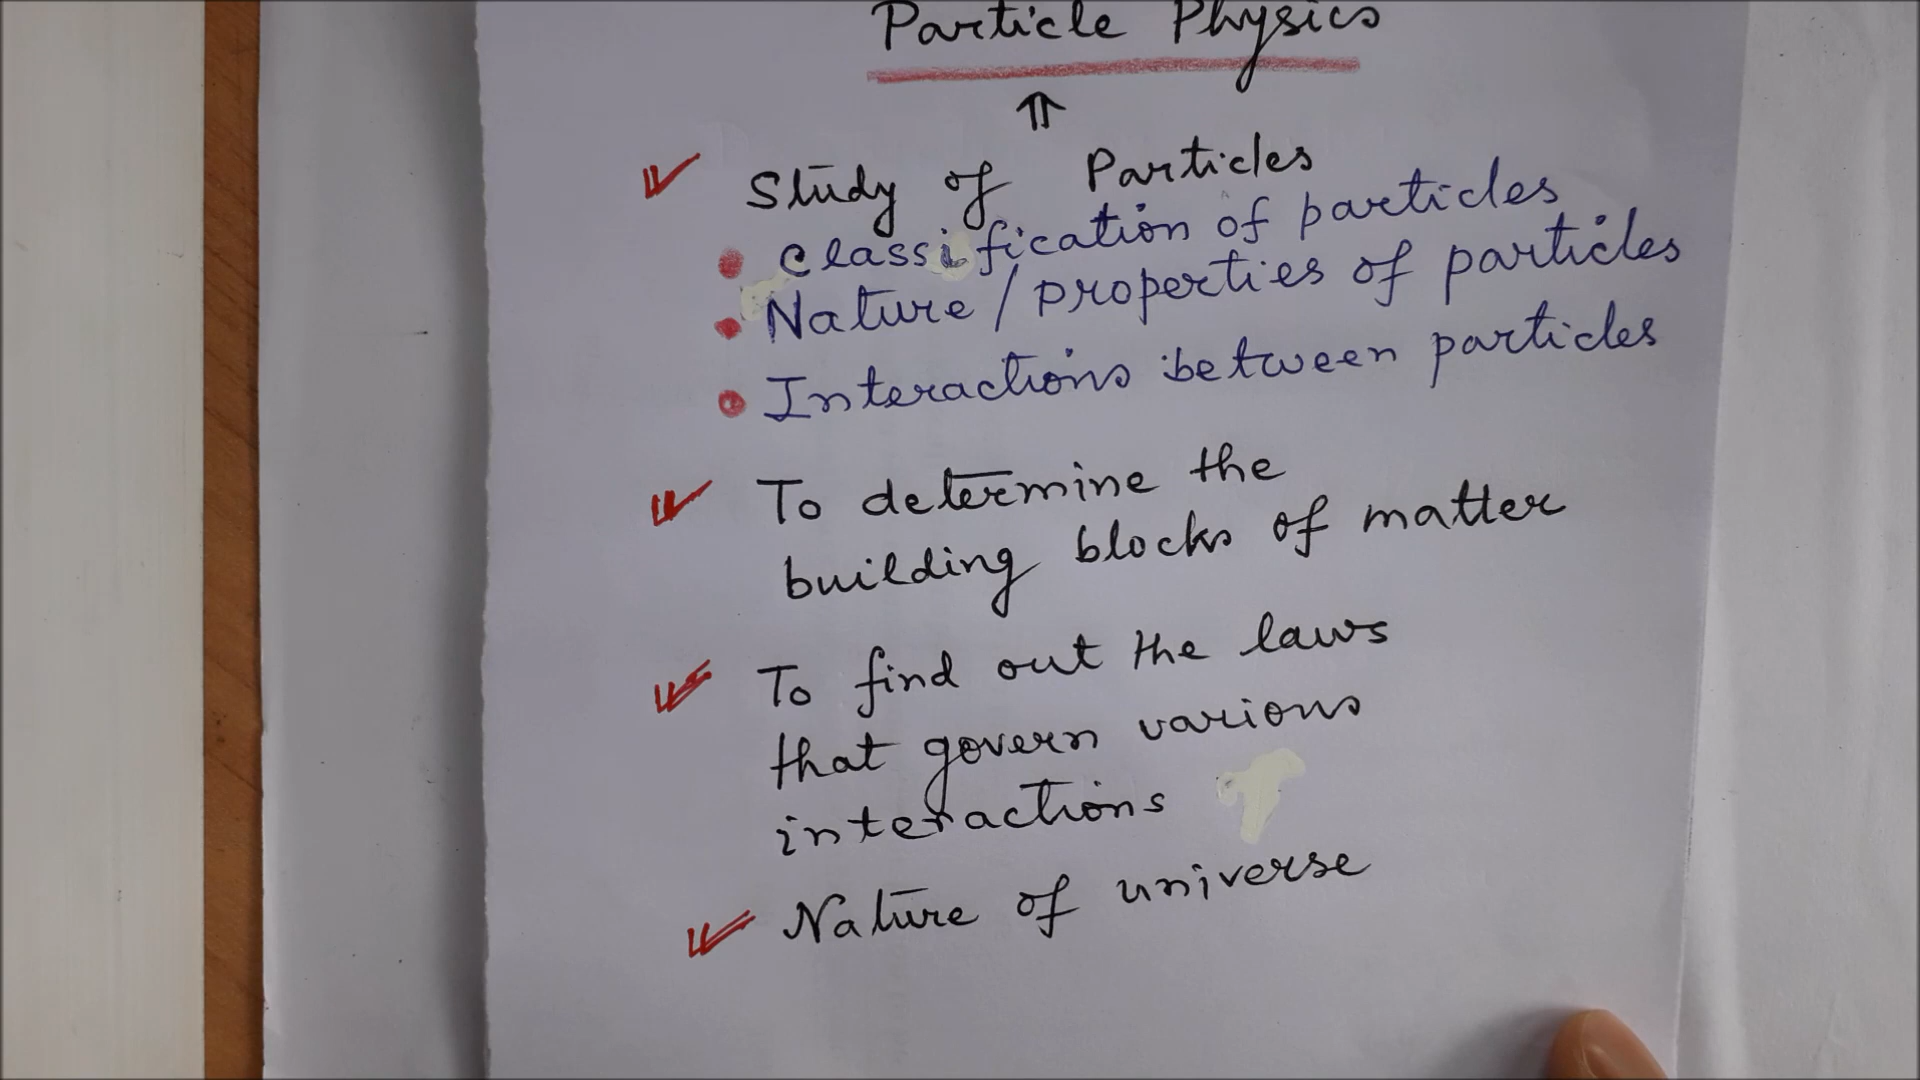 Particle Physics
⇑
Study of Particles
classification of particles
Nature / properties of particles
Interactions between particles
To determine the
building blocks of matter
To find out the laws
that govern various
interactions
Nature of universe